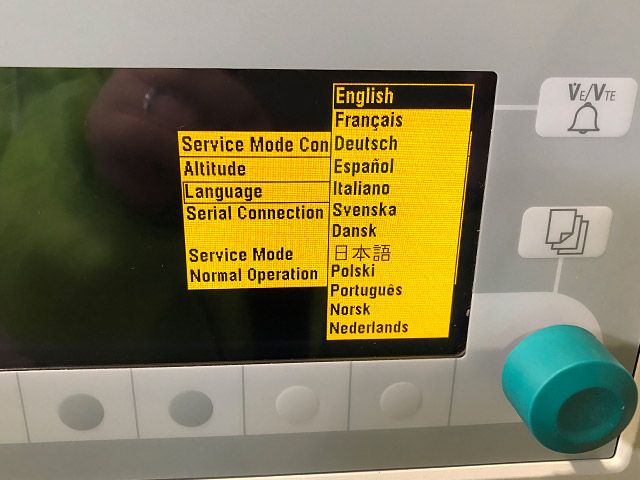 Service Mode Con
Altitude
Language
Serial Connection
Service Mode
Normal Operation
English
Français
Deutsch
Español
Italiano
Svenska
Dansk
日本語
Polski
Português
Norsk
Nederlands
V̇E/VTE